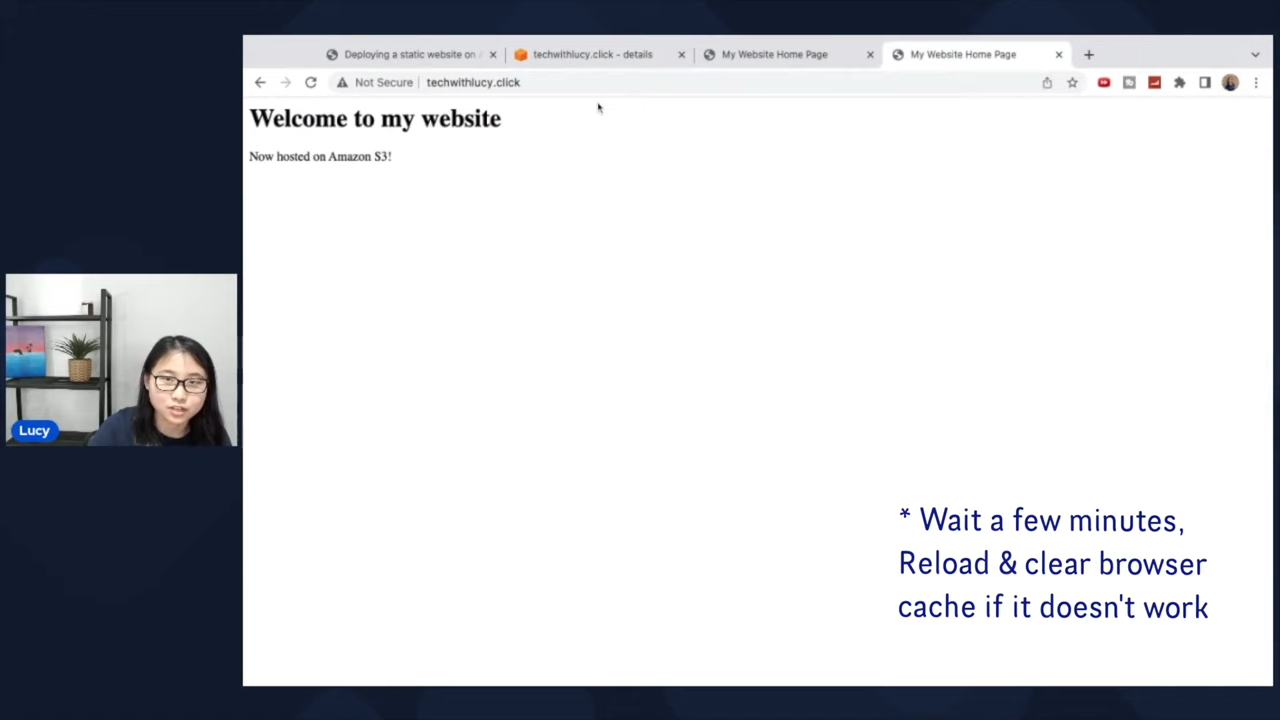 Deploying a static website on
techwithlucy.click - details
My Website Home Page
My Website Home Page
Not Secure
techwithlucy.click
Welcome to my website
Now hosted on Amazon S3!
Lucy
* Wait a few minutes,
Reload & clear browser
cache if it doesn't work